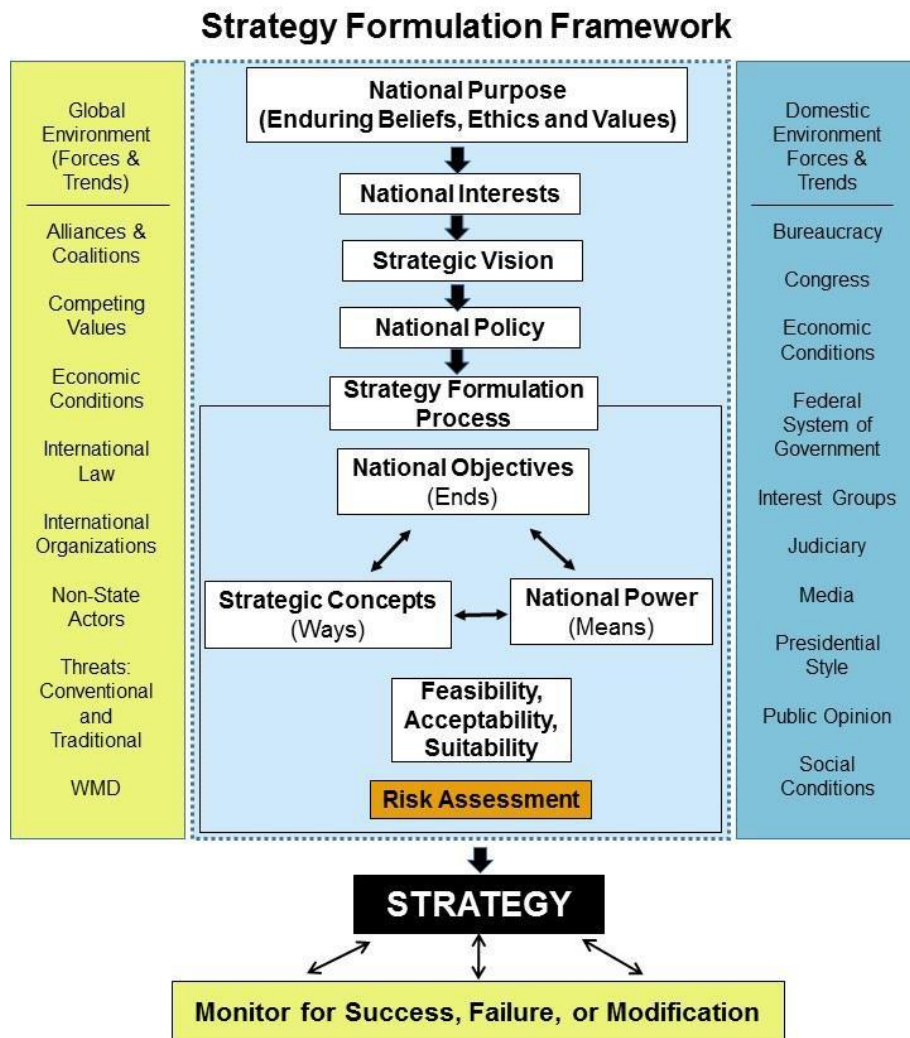 Strategy Formulation Framework
Global
Environment
(Forces &
Trends)
Alliances &
Coalitions
Competing
Values
Economic
Conditions
International
Law
International
Organizations
Non-State
Actors
Threats:
Conventional
and
Traditional
WMD
National Purpose
(Enduring Beliefs, Ethics and Values)
National Interests
Strategic Vision
National Policy
Strategy Formulation
Process
National Objectives
(Ends)
Strategic Concepts
(Ways)
National Power
(Means)
Feasibility,
Acceptability,
Suitability
Risk Assessment
Domestic
Environment
Forces &
Trends
Bureaucracy
Congress
Economic
Conditions
Federal
System of
Government
Interest Groups
Judiciary
Media
Presidential
Style
Public Opinion
Social
Conditions
STRATEGY
Monitor for Success, Failure, or Modification